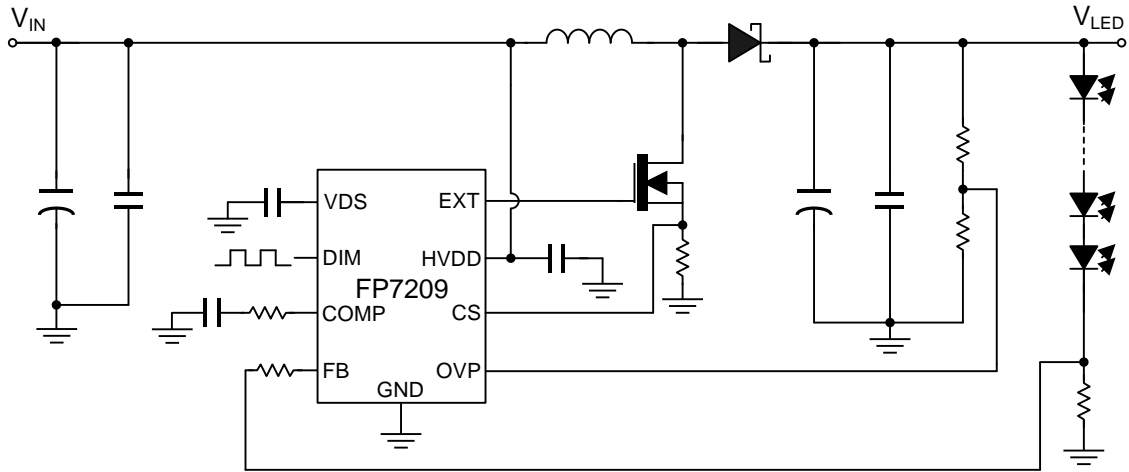 VIN
VLED
VDS
EXT
DIM
HVDD
FP7209
COMP
CS
FB
OVP
GND